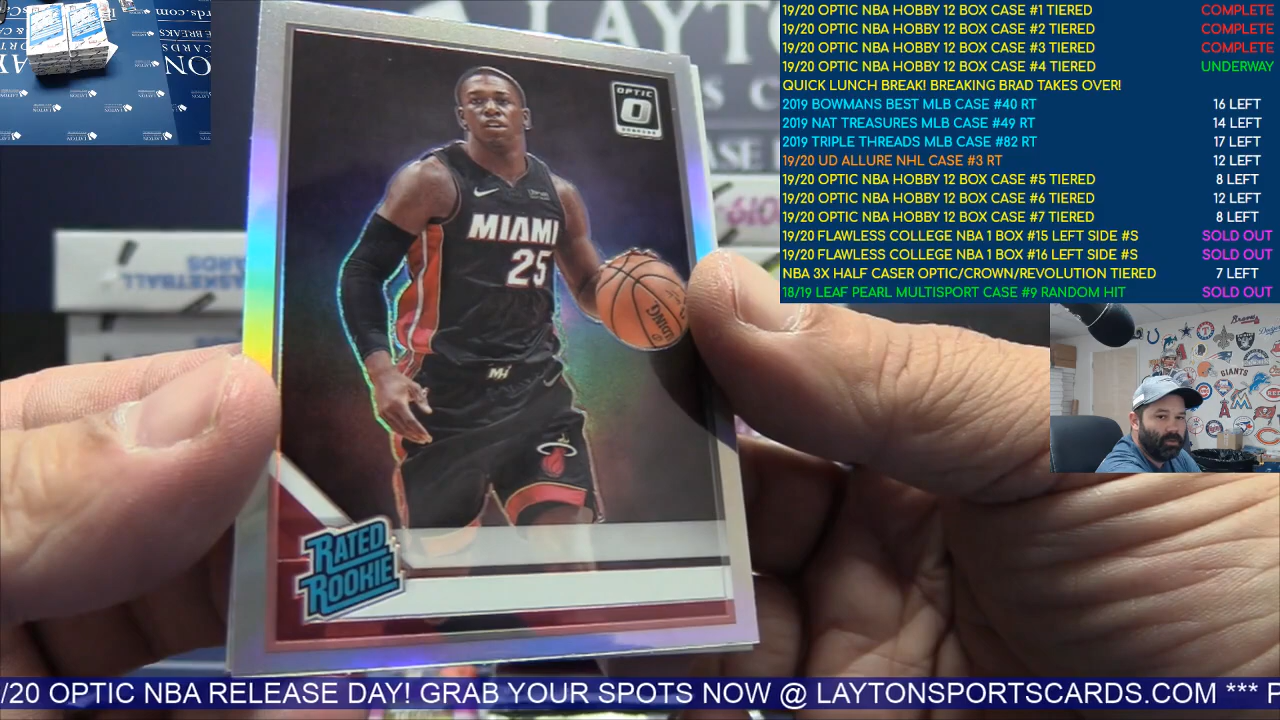 19/20 OPTIC NBA HOBBY 12 BOX CASE #1 TIERED COMPLETE
19/20 OPTIC NBA HOBBY 12 BOX CASE #2 TIERED COMPLETE
19/20 OPTIC NBA HOBBY 12 BOX CASE #3 TIERED COMPLETE
19/20 OPTIC NBA HOBBY 12 BOX CASE #4 TIERED UNDERWAY
QUICK LUNCH BREAK! BREAKING BRAD TAKES OVER!
2019 BOWMANS BEST MLB CASE #40 RT 16 LEFT
2019 NAT TREASURES MLB CASE #49 RT 14 LEFT
2019 TRIPLE THREADS MLB CASE #82 RT 17 LEFT
19/20 UD ALLURE NHL CASE #3 RT 12 LEFT
19/20 OPTIC NBA HOBBY 12 BOX CASE #5 TIERED 8 LEFT
19/20 OPTIC NBA HOBBY 12 BOX CASE #6 TIERED 12 LEFT
19/20 OPTIC NBA HOBBY 12 BOX CASE #7 TIERED 8 LEFT
19/20 FLAWLESS COLLEGE NBA 1 BOX #15 LEFT SIDE #S SOLD OUT
19/20 FLAWLESS COLLEGE NBA 1 BOX #16 LEFT SIDE #S SOLD OUT
NBA 3X HALF CASER OPTIC/CROWN/REVOLUTION TIERED 7 LEFT
18/19 LEAF PEARL MULTISPORT CASE #9 RANDOM HIT SOLD OUT
LAYTO
OPTIC
MIAMI
25
SPALDING
BASKETBALL
CARDS
RATED
ROOKIE
GIANTS
Braves
/20 OPTIC NBA RELEASE DAY! GRAB YOUR SPOTS NOW @ LAYTONSPORTSCARDS.COM *** F